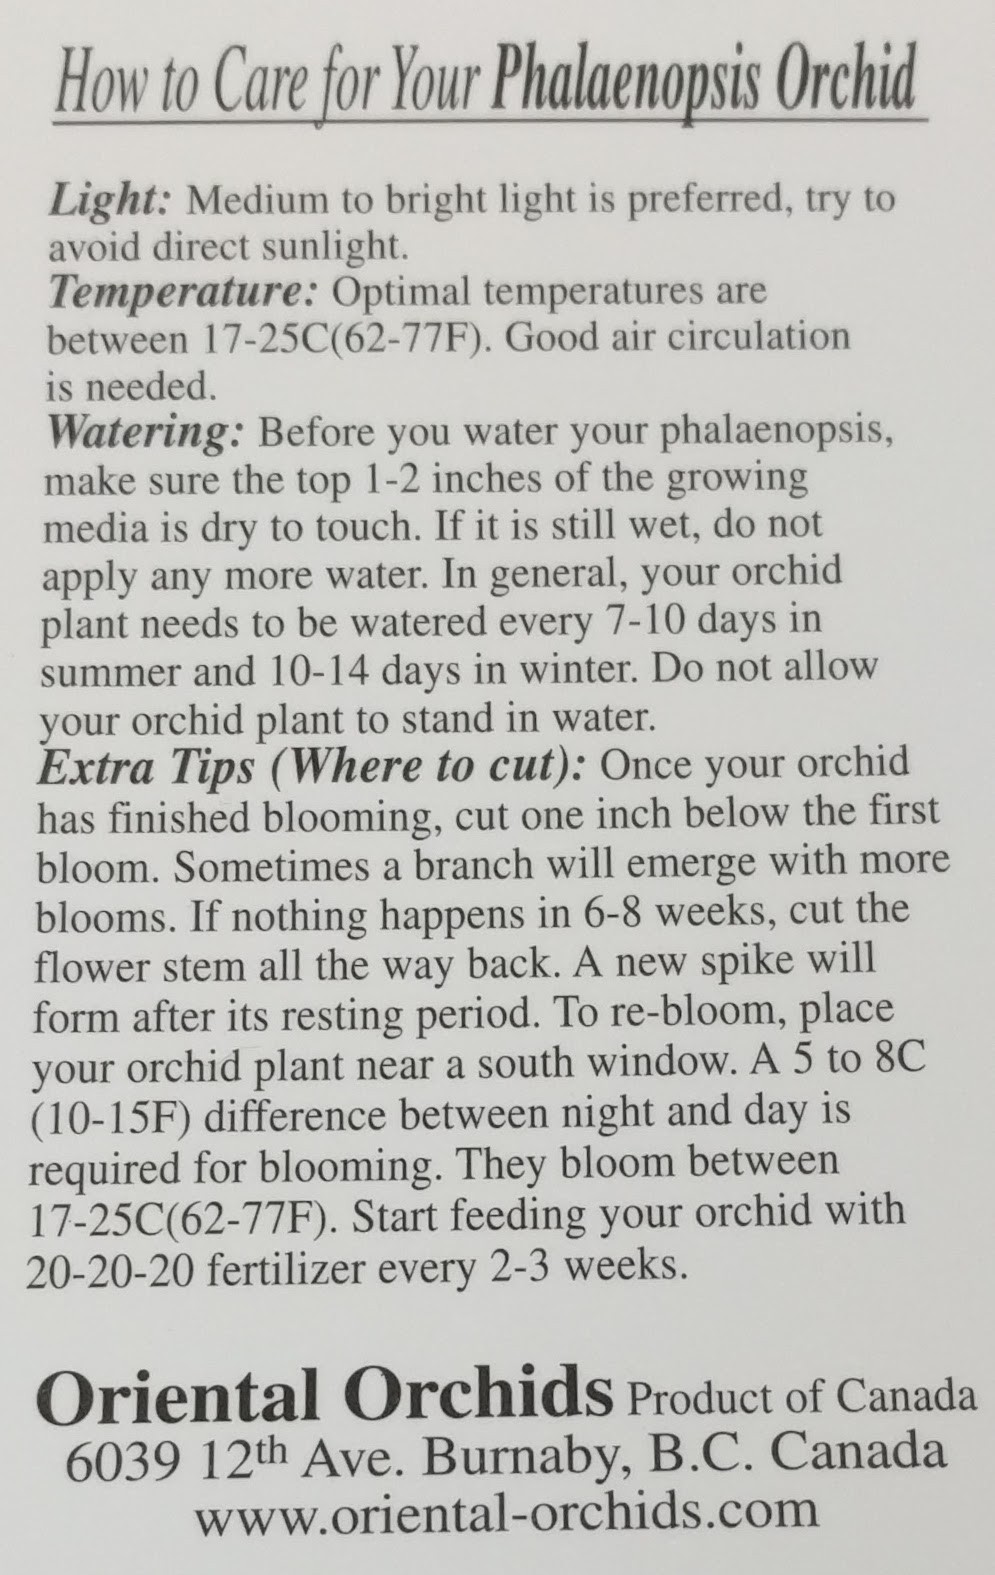 How to Care for Your Phalaenopsis Orchid
Light: Medium to bright light is preferred, try to
avoid direct sunlight.
Temperature: Optimal temperatures are
between 17-25C(62-77F). Good air circulation
is needed.
Watering: Before you water your phalaenopsis,
make sure the top 1-2 inches of the growing
media is dry to touch. If it is still wet, do not
apply any more water. In general, your orchid
plant needs to be watered every 7-10 days in
summer and 10-14 days in winter. Do not allow
your orchid plant to stand in water.
Extra Tips (Where to cut): Once your orchid
has finished blooming, cut one inch below the first
bloom. Sometimes a branch will emerge with more
blooms. If nothing happens in 6-8 weeks, cut the
flower stem all the way back. A new spike will
form after its resting period. To re-bloom, place
your orchid plant near a south window. A 5 to 8C
(10-15F) difference between night and day is
required for blooming. They bloom between
17-25C(62-77F). Start feeding your orchid with
20-20-20 fertilizer every 2-3 weeks.
Oriental Orchids Product of Canada
6039 12th Ave. Burnaby, B.C. Canada
www.oriental-orchids.com